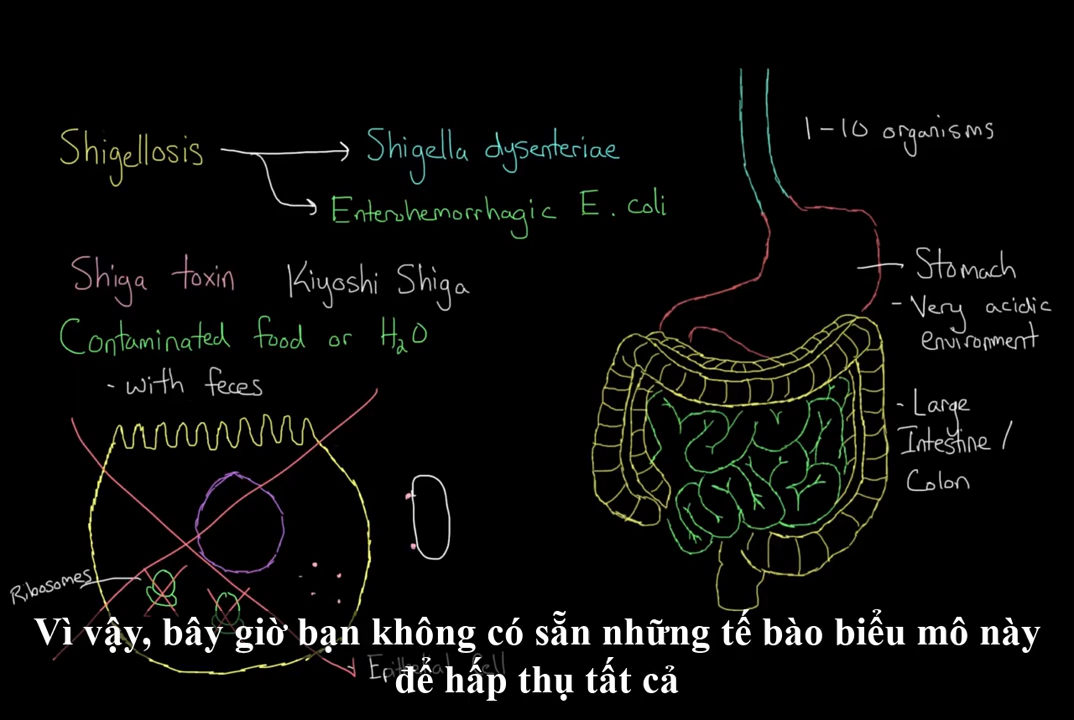 Shigellosis
Shigella dysenteriae
Enterohemorrhagic E. coli
Shiga toxin Kiyoshi Shiga
Contaminated food or H₂O
- with feces
Ribosomes
1-10 organisms
Stomach
- Very acidic
environment
- Large
Intestine /
Colon
Epithelial cell
Vì vậy, bây giờ bạn không có sẵn những tế bào biểu mô này
để hấp thụ tất cả